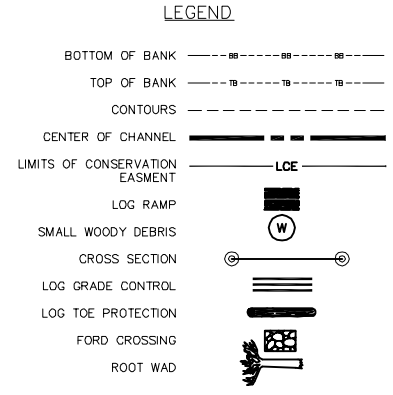 LEGEND
BOTTOM OF BANK BB BB BB
TOP OF BANK TB TB TB
CONTOURS
CENTER OF CHANNEL
LIMITS OF CONSERVATION
EASMENT LCE
LOG RAMP
SMALL WOODY DEBRIS W
CROSS SECTION
LOG GRADE CONTROL
LOG TOE PROTECTION
FORD CROSSING
ROOT WAD